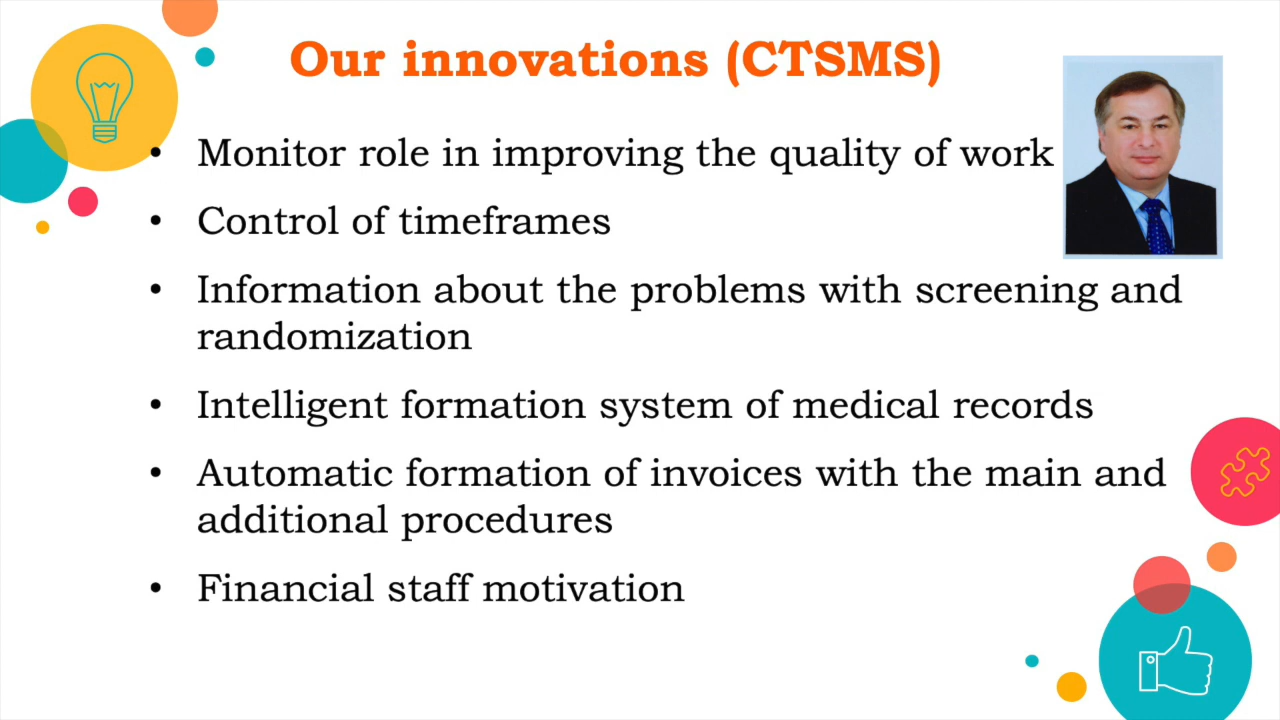 Our innovations (CTSMS)
• Monitor role in improving the quality of work
• Control of timeframes
• Information about the problems with screening and
randomization
• Intelligent formation system of medical records
• Automatic formation of invoices with the main and
additional procedures
• Financial staff motivation